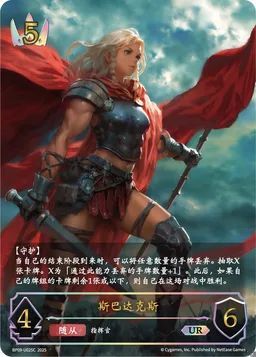 5
【守护】
当自己的结束阶段到来时，可以将任意数量的手牌丢弃。抽取X
张卡牌。X为「通过此能力丢弃的手牌数量+1」。此后，如果自
己的牌组的卡牌剩余1张或以下，则自己在这场对战中胜利。
斯巴达克斯
4
随从
指挥官
UR
6
BP09-U02SC 2025
© Cygames, Inc. Published by NetEase Games